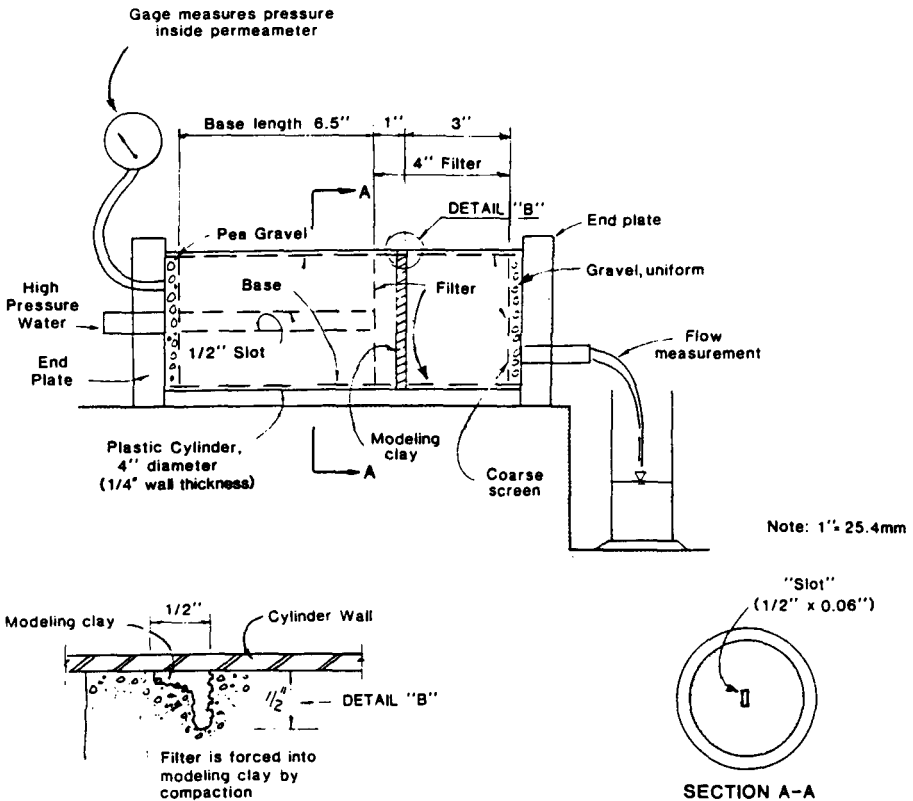 Gage measures pressure
inside permeameter
Base length 6.5"
1"
3"
4" Filter
A
DETAIL "B"
End plate
Pea Gravel
Gravel, uniform
Base
Filter
High
Pressure
Water
1/2" Slot
Flow
measurement
End
Plate
Plastic Cylinder,
4" diameter
(1/4" wall thickness)
A
Modeling
clay
Coarse
screen
Note: 1"= 25.4mm
1/2"
Modeling clay
Cylinder Wall
1/2"
DETAIL "B"
Filter is forced into
modeling clay by
compaction
"Slot"
(1/2" x 0.06")
SECTION A-A